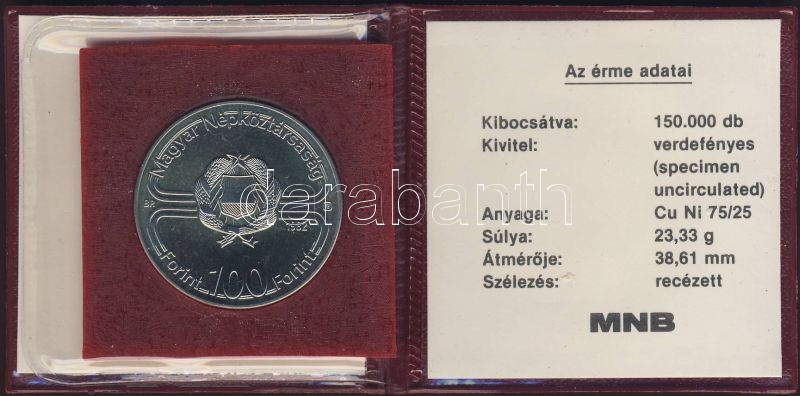 Magyar Népköztársaság
BP.
1982
Forint 100 Forint
darabanth
Az érme adatai
Kibocsátva: 150.000 db
Kivitel: verdefényes
(specimen
uncirculated)
Anyaga: Cu Ni 75/25
Súlya: 23,33 g
Átmérője: 38,61 mm
Szélezés: recézett
MNB